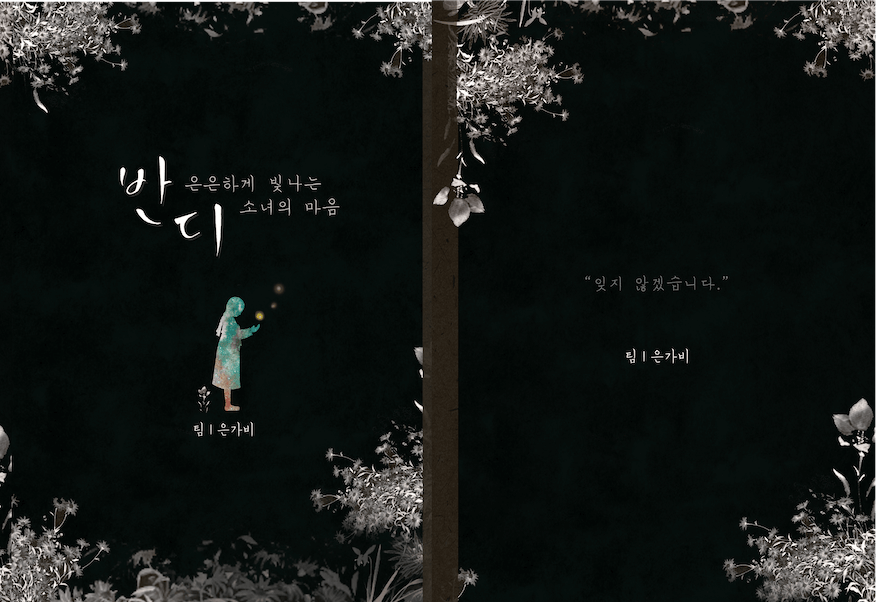 반디
은은하게 빛나는
소녀의 마음
팀 | 은가비
“잊지 않겠습니다.”
팀 | 은가비